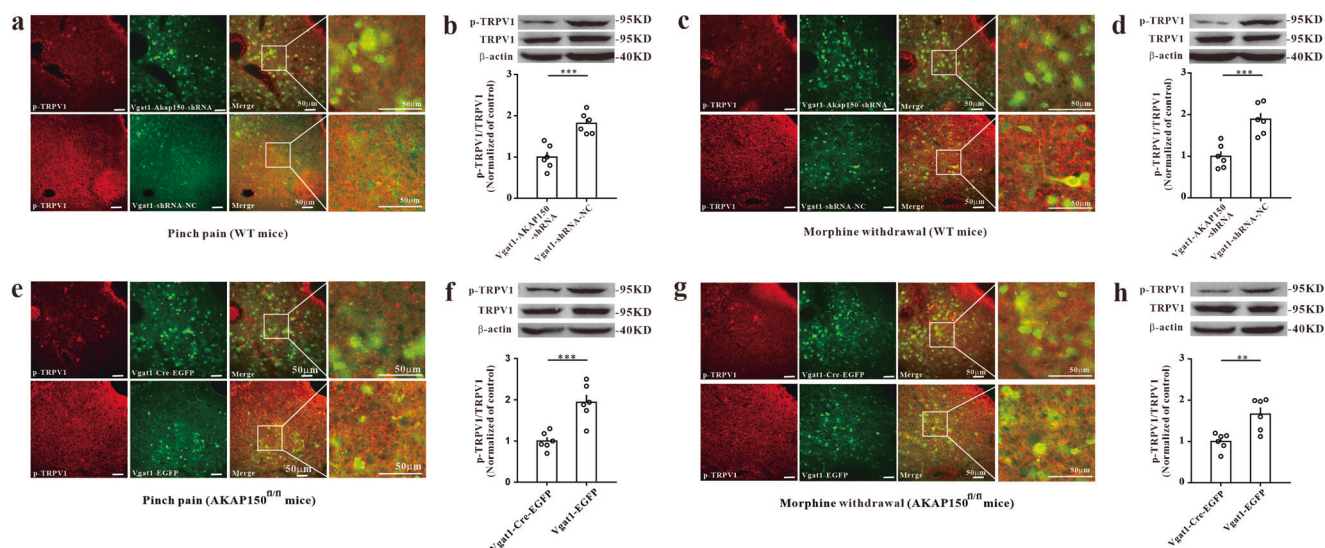 a
p-TRPV1
Vgat1-Akap150-shRNA
Merge
50μm
50μm
p-TRPV1
Vgat1-shRNA-NC
Merge
50μm
50μm
Pinch pain (WT mice)
b
p-TRPV1
-95KD
TRPV1
-95KD
β-actin
-40KD
p-TRPV1/TRPV1
(Normalized of control)
3
2
1
0
***
Vgat1-AKAP150
-shRNA
Vgat1-shRNA-NC
c
p-TRPV1
Vgat1-Akap150-shRNA
Merge
50μm
50μm
p-TRPV1
Vgat1-shRNA-NC
Merge
50μm
50μm
Morphine withdrawal (WT mice)
d
p-TRPV1
-95KD
TRPV1
-95KD
β-actin
-40KD
p-TRPV1/TRPV1
(Normalized of control)
3
2
1
0
***
Vgat1-AKAP150
-shRNA
Vgat1-shRNA-NC
e
p-TRPV1
Vgat1-Cre-EGFP
Merge
50μm
50μm
p-TRPV1
Vgat1-EGFP
Merge
50μm
50μm
Pinch pain (AKAP150fl/fl mice)
f
p-TRPV1
-95KD
TRPV1
-95KD
β-actin
-40KD
p-TRPV1/TRPV1
(Normalized of control)
3
2
1
0
***
Vgat1-Cre-EGFP
Vgat1-EGFP
g
p-TRPV1
Vgat1-Cre-EGFP
Merge
50μm
50μm
p-TRPV1
Vgat1-EGFP
Merge
50μm
50μm
Morphine withdrawal (AKAP150fl/fl mice)
h
p-TRPV1
-95KD
TRPV1
-95KD
β-actin
-40KD
p-TRPV1/TRPV1
(Normalized of control)
3
2
1
0
**
Vgat1-Cre-EGFP
Vgat1-EGFP